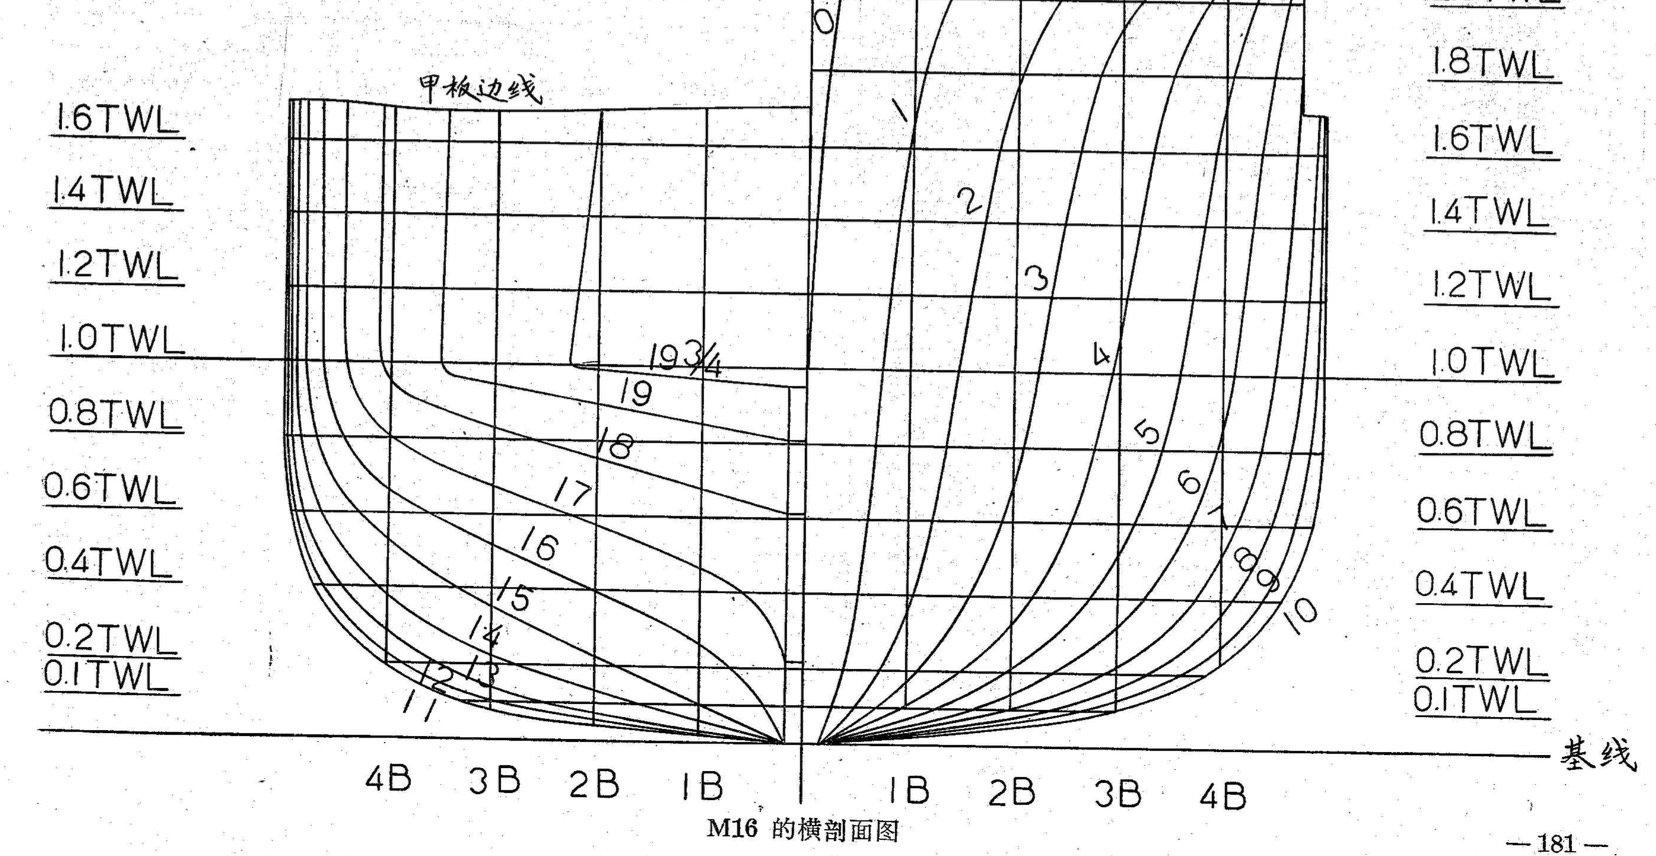 0
1.8TWL
甲板边线
1.6TWL
1
1.6TWL
1.4TWL
2
1.4TWL
1.2TWL
3
1.2TWL
1.0TWL
19 3/4
4
1.0TWL
19
0.8TWL
18
5
0.8TWL
0.6TWL
17
6
7
0.6TWL
16
0.4TWL
8
9
0.4TWL
15
10
0.2TWL
14
0.2TWL
0.1TWL
12
13
0.1TWL
11
基线
4B 3B 2B 1B 1B 2B 3B 4B
M16 的横剖面图
— 181 —